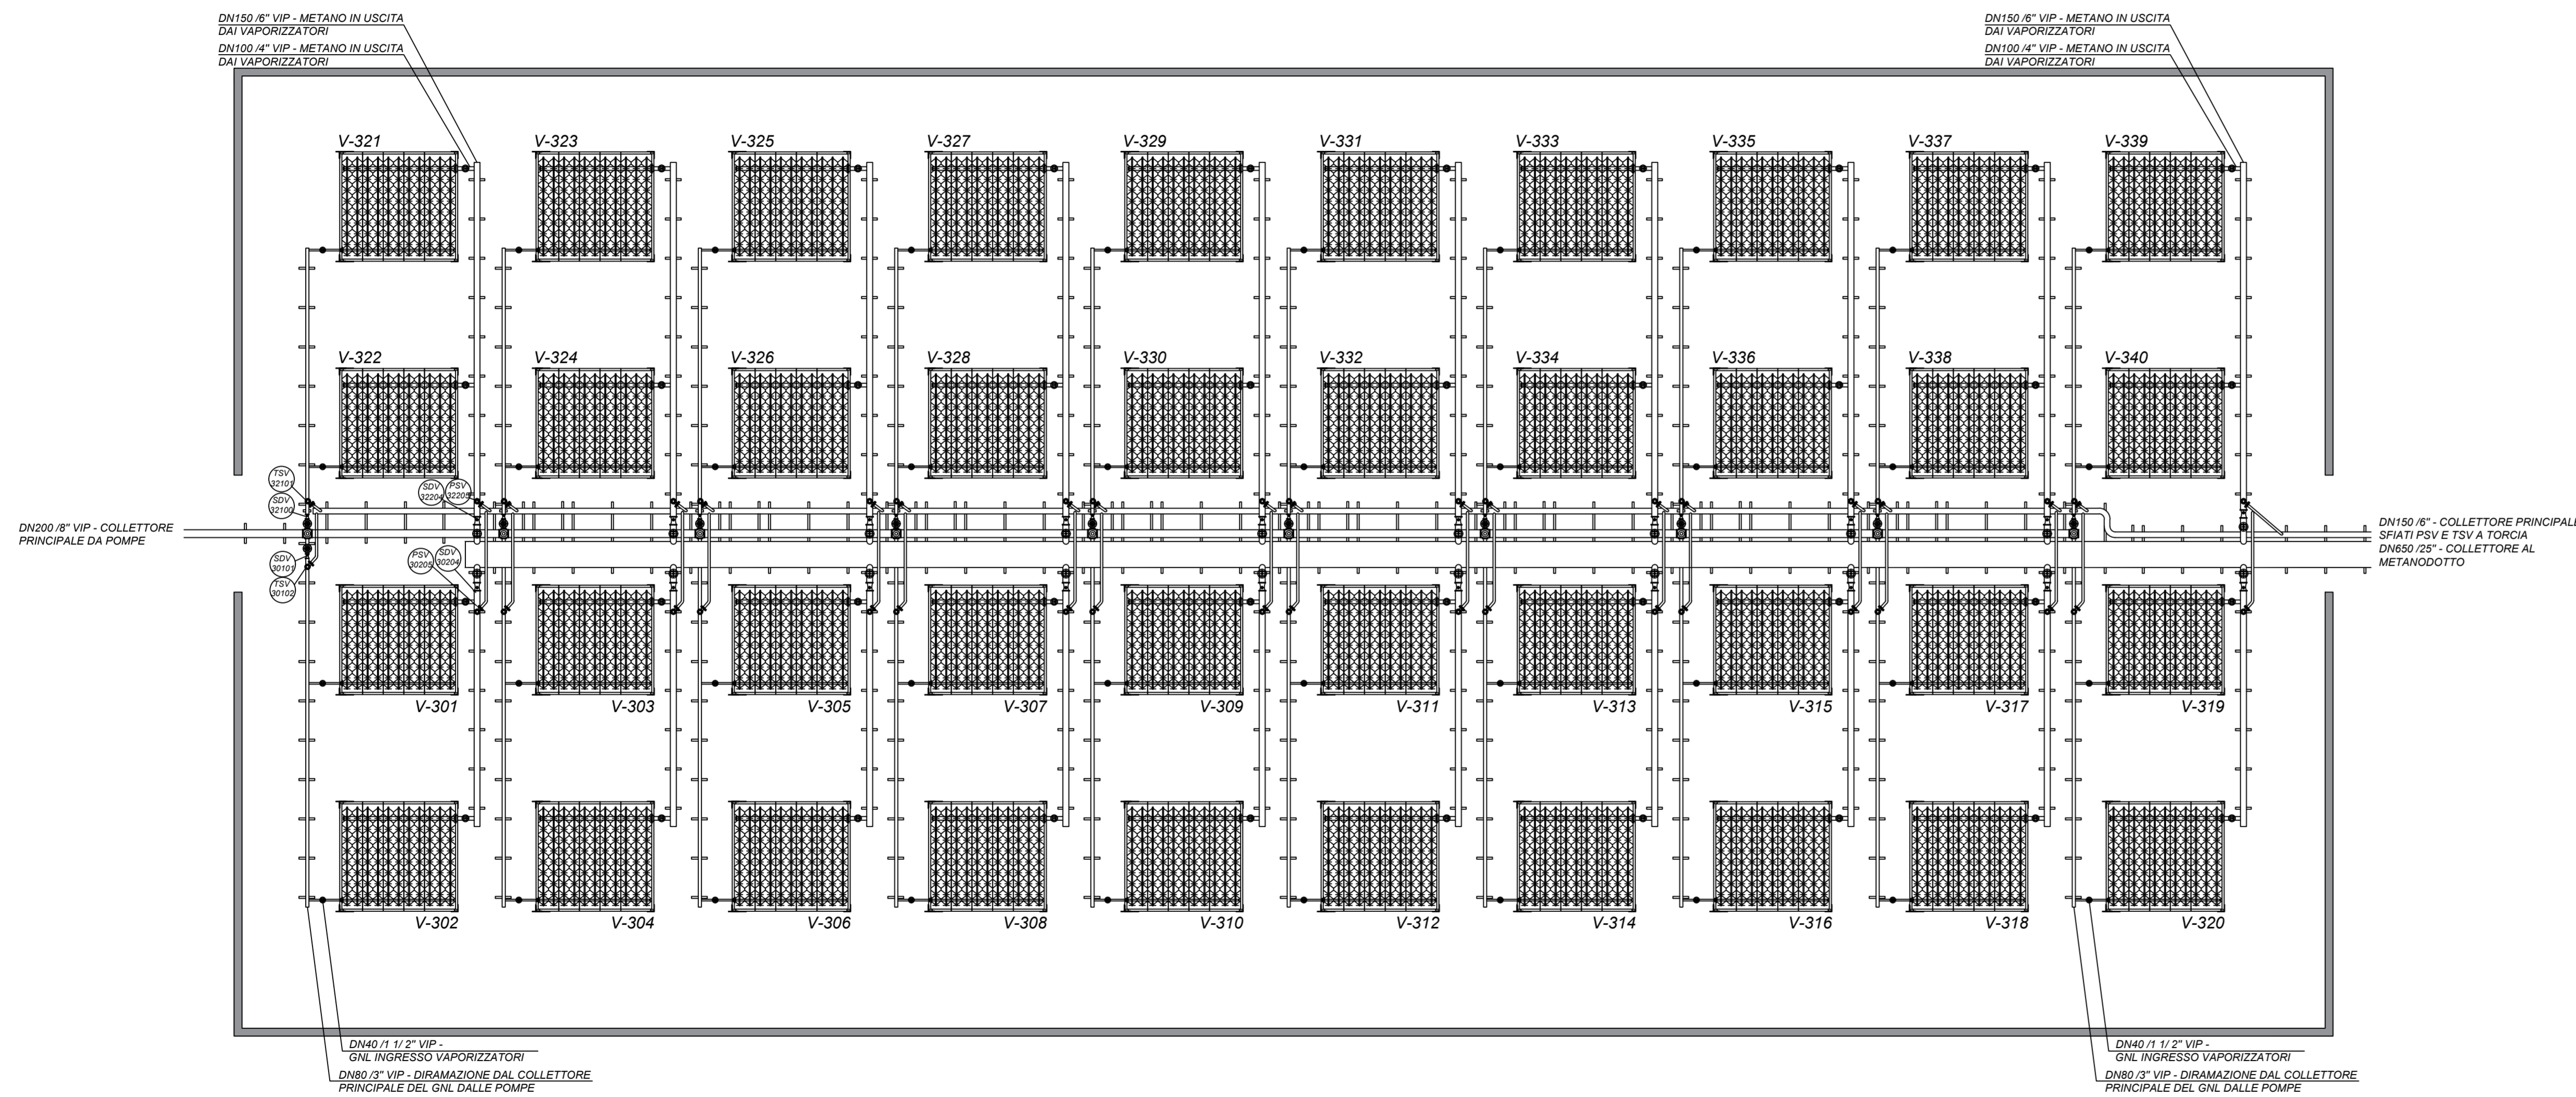 DN150 /6" VIP - METANO IN USCITA
DAI VAPORIZZATORI
DN100 /4" VIP - METANO IN USCITA
DAI VAPORIZZATORI
DN150 /6" VIP - METANO IN USCITA
DAI VAPORIZZATORI
DN100 /4" VIP - METANO IN USCITA
DAI VAPORIZZATORI
V-321
V-323
V-325
V-327
V-329
V-331
V-333
V-335
V-337
V-339
V-322
V-324
V-326
V-328
V-330
V-332
V-334
V-336
V-338
V-340
TSV
32101
SDV
32100
SDV
32204
PSV
32205
DN200 /8" VIP - COLLETTORE
PRINCIPALE DA POMPE
SDV
30101
TSV
30102
PSV
30205
SDV
30204
DN150 /6" - COLLETTORE PRINCIPALE
SFIATI PSV E TSV A TORCIA
DN650 /25" - COLLETTORE AL
METANODOTTO
V-301
V-303
V-305
V-307
V-309
V-311
V-313
V-315
V-317
V-319
V-302
V-304
V-306
V-308
V-310
V-312
V-314
V-316
V-318
V-320
DN40 /1 1/ 2" VIP -
GNL INGRESSO VAPORIZZATORI
DN80 /3" VIP - DIRAMAZIONE DAL COLLETTORE
PRINCIPALE DEL GNL DALLE POMPE
DN40 /1 1/ 2" VIP -
GNL INGRESSO VAPORIZZATORI
DN80 /3" VIP - DIRAMAZIONE DAL COLLETTORE
PRINCIPALE DEL GNL DALLE POMPE